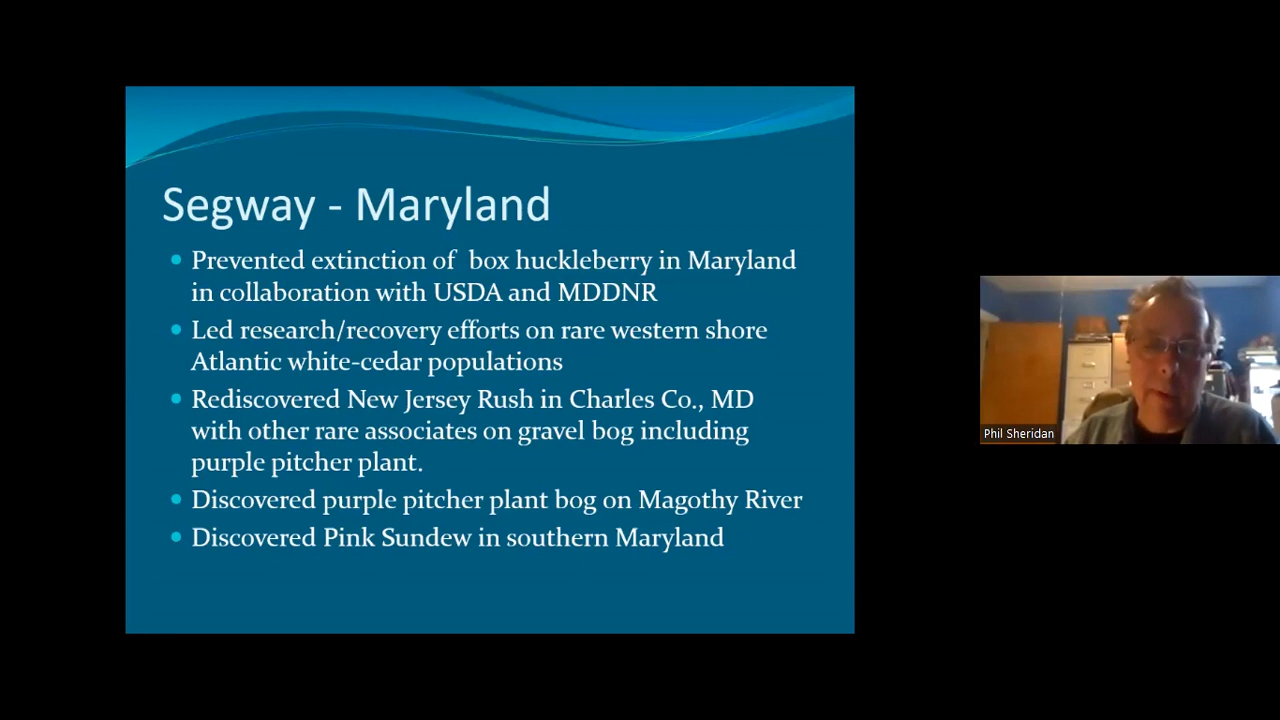 Segway - Maryland
Prevented extinction of  box huckleberry in Maryland
in collaboration with USDA and MDDNR
Led research/recovery efforts on rare western shore
Atlantic white-cedar populations
Rediscovered New Jersey Rush in Charles Co., MD
with other rare associates on gravel bog including
purple pitcher plant.
Discovered purple pitcher plant bog on Magothy River
Discovered Pink Sundew in southern Maryland
Phil Sheridan